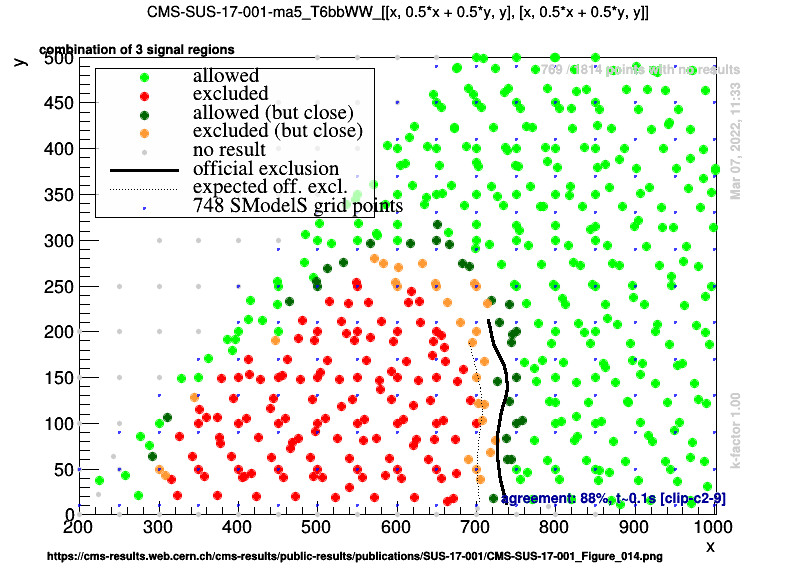 CMS-SUS-17-001-ma5_T6bbWW_[[x, 0.5*x + 0.5*y, y], [x, 0.5*x + 0.5*y, y]]
combination of 3 signal regions
y
500
450
400
350
300
250
200
150
100
50
0
allowed
excluded
allowed (but close)
excluded (but close)
no result
official exclusion
expected off. excl.
748 SModelS grid points
769 / 1814 points with no results
Mar 07, 2022, 11:33
k-factor 1.00
agreement: 88%, t~0.1s [clip-c2-9]
200 300 400 500 600 700 800 900 1000
x
https://cms-results.web.cern.ch/cms-results/public-results/publications/SUS-17-001/CMS-SUS-17-001_Figure_014.png